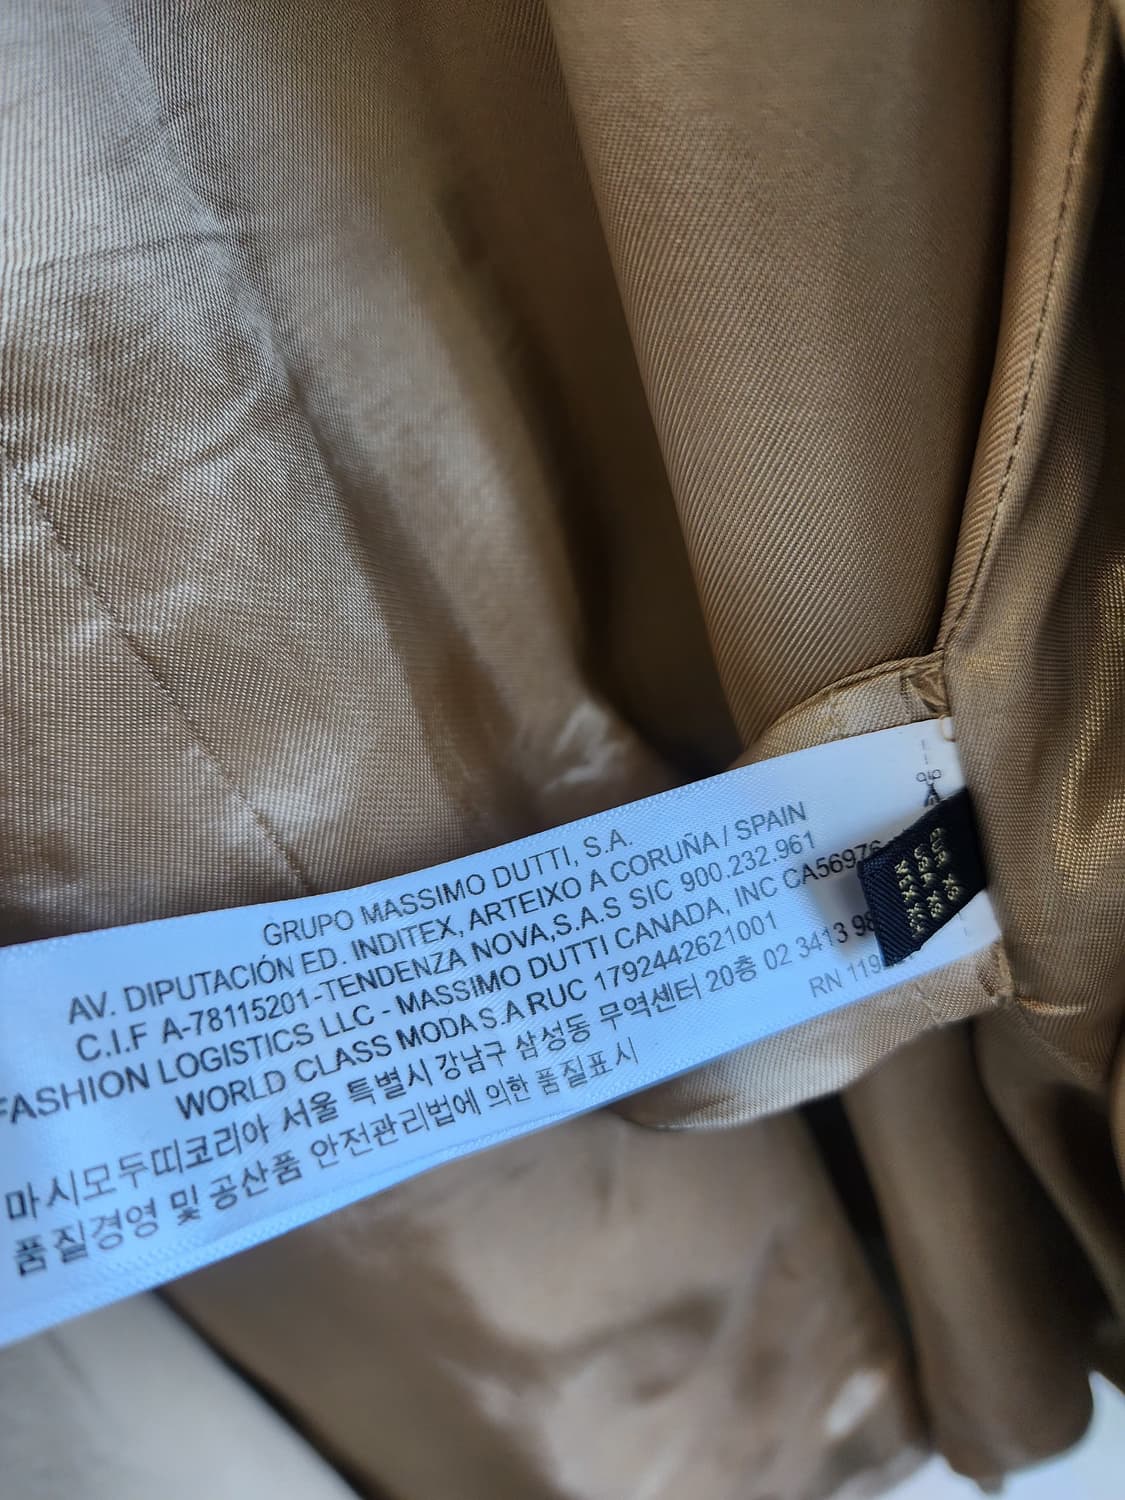 GRUPO MASSIMO DUTTI, S.A.
AV. DIPUTACIÓN ED. INDITEX, ARTEIXO A CORUÑA / SPAIN
C.I.F A-78115201-TENDENZA NOVA,S.A.S SIC 900.232.961
FASHION LOGISTICS LLC - MASSIMO DUTTI CANADA, INC
WORLD CLASS MODA S.A RUC 1792442621001
마시모두띠코리아 서울 특별시 강남구 삼성동 무역센터 20층 02 3413
품질경영 및 공산품 안전관리법에 의한 품질표시
RN